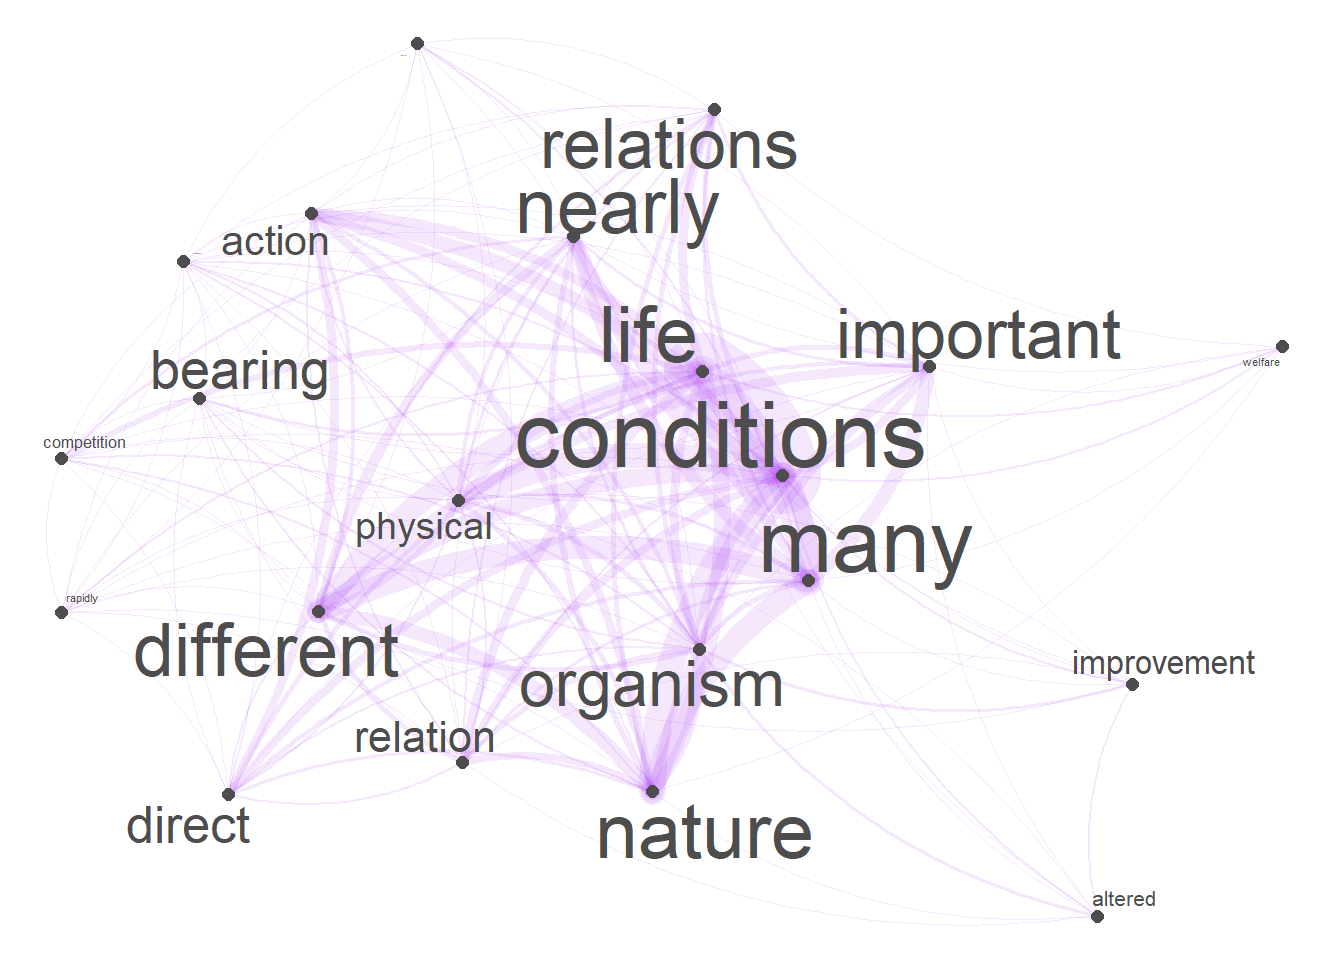 relations
nearly
action
life
important
bearing
welfare
conditions
competition
physical
many
rapidly
different
organism
improvement
relation
direct
nature
altered